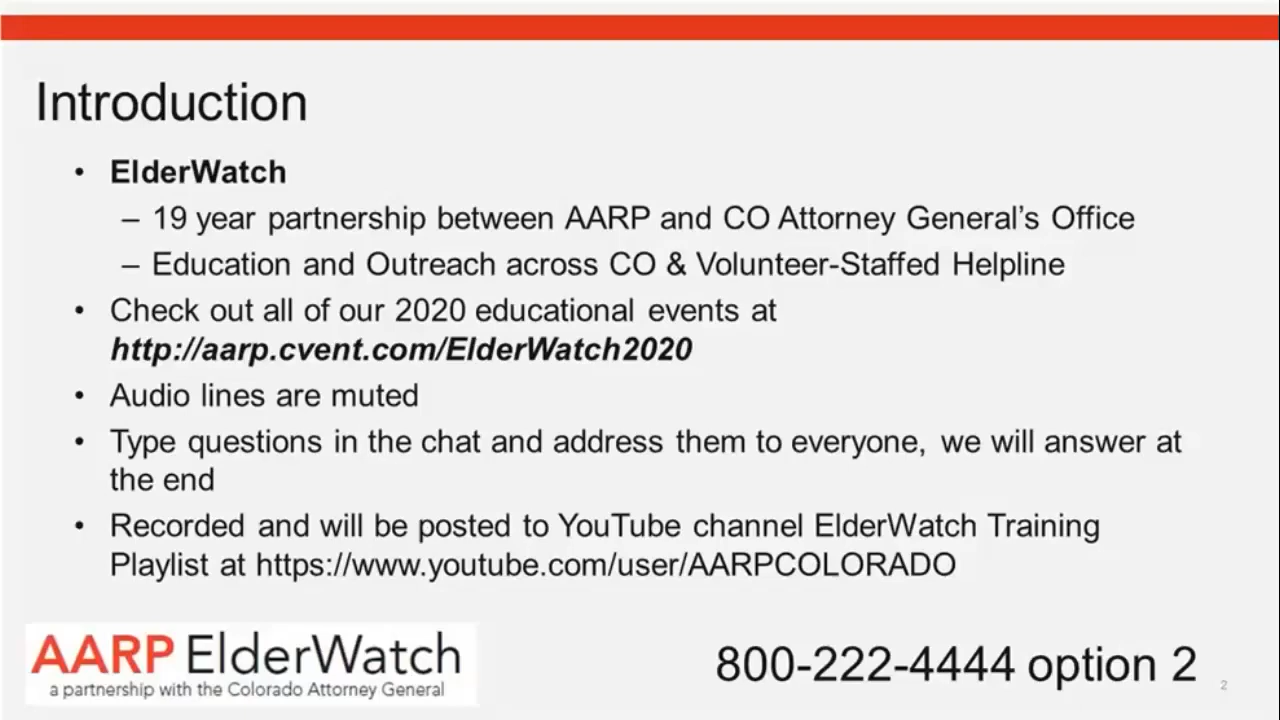 Introduction
• ElderWatch
– 19 year partnership between AARP and CO Attorney General’s Office
– Education and Outreach across CO & Volunteer-Staffed Helpline
• Check out all of our 2020 educational events at
http://aarp.cvent.com/ElderWatch2020
• Audio lines are muted
• Type questions in the chat and address them to everyone, we will answer at
the end
• Recorded and will be posted to YouTube channel ElderWatch Training
Playlist at https://www.youtube.com/user/AARPCOLORADO
AARP ElderWatch
a partnership with the Colorado Attorney General
800-222-4444 option 2
2